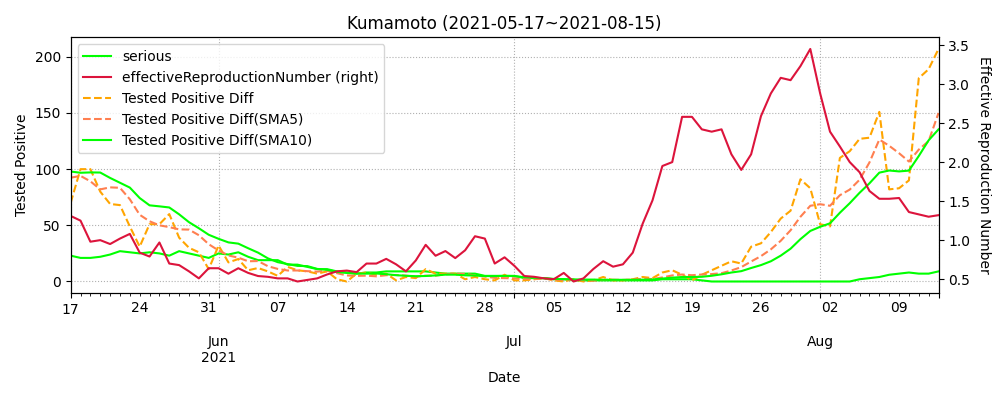 Kumamoto (2021-05-17~2021-08-15)
serious
effectiveReproductionNumber (right)
Tested Positive Diff
Tested Positive Diff(SMA5)
Tested Positive Diff(SMA10)
Tested Positive
200
150
100
50
0
3.5
3.0
2.5
2.0
1.5
1.0
0.5
Effective Reproduction Number
17 24 31 07 14 21 28 05 12 19 26 02 09
Jun Jul Aug
2021
Date